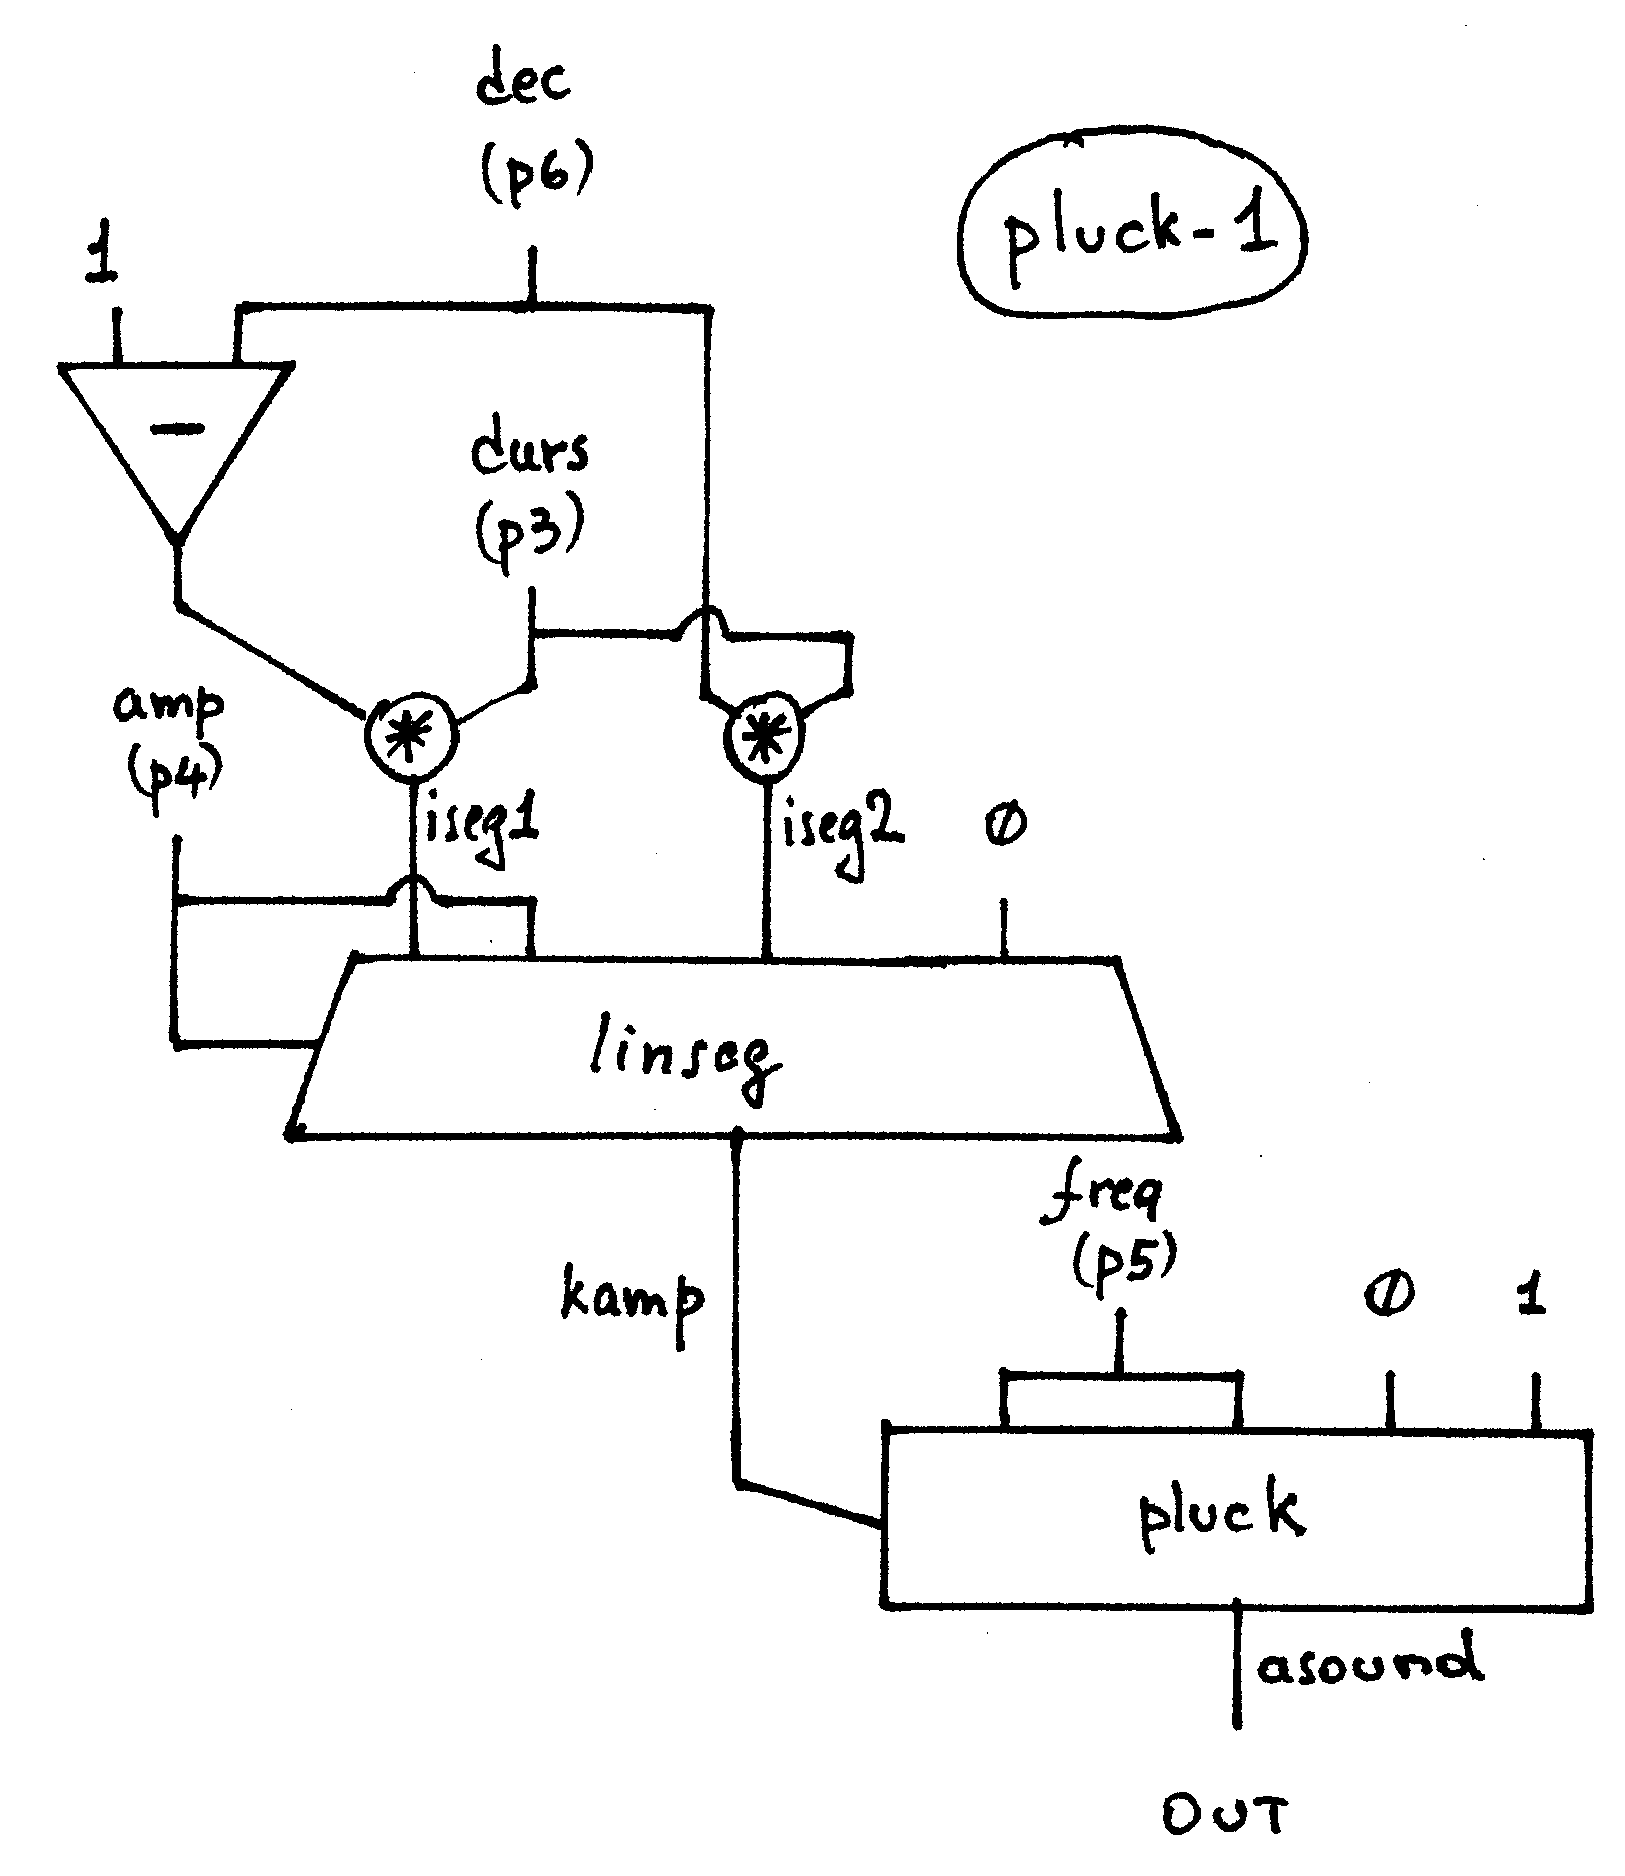 dec
(p6)
pluck-1
1
-
durs
(p3)
amp
(p4)
*
*
iseg1
iseg2
0
linseg
freq
(p5)
kamp
0
1
pluck
asound
OUT